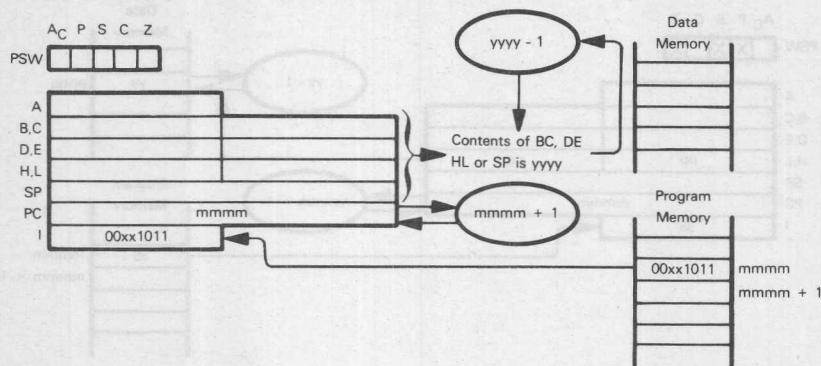 A_C P S C Z
PSW
A
B,C
D,E
H,L
SP
PC mmmm
I 00xx1011
yyyy - 1
Contents of BC, DE
HL or SP is yyyy
mmmm + 1
Data
Memory
Program
Memory
00xx1011 mmmm
mmmm + 1